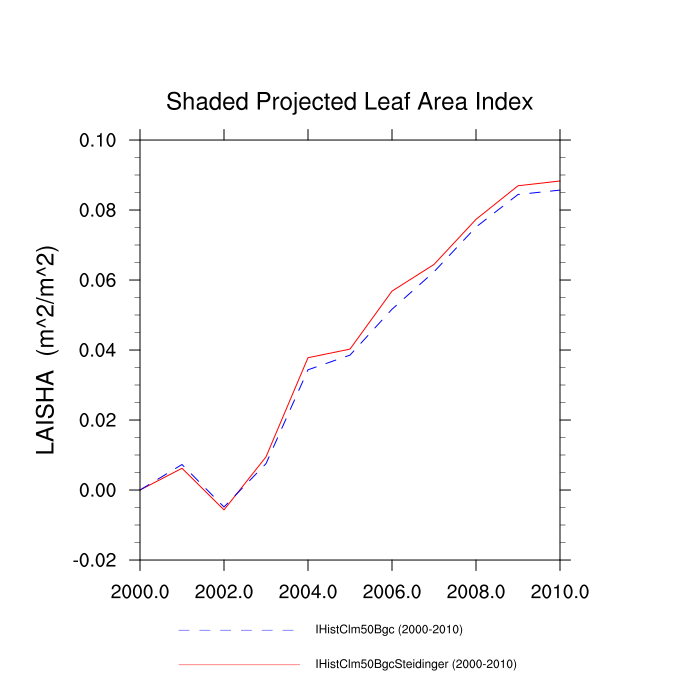 Shaded Projected Leaf Area Index
LAISHA (m^2/m^2)
0.10
0.08
0.06
0.04
0.02
0.00
-0.02
2000.0 2002.0 2004.0 2006.0 2008.0 2010.0
IHistClm50Bgc (2000-2010)
IHistClm50BgcSteidinger (2000-2010)